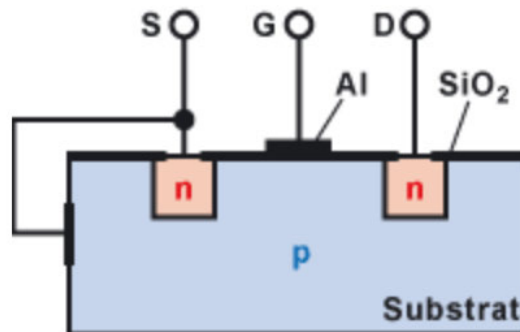 S G D
Al SiO₂
n n
p
Substrat